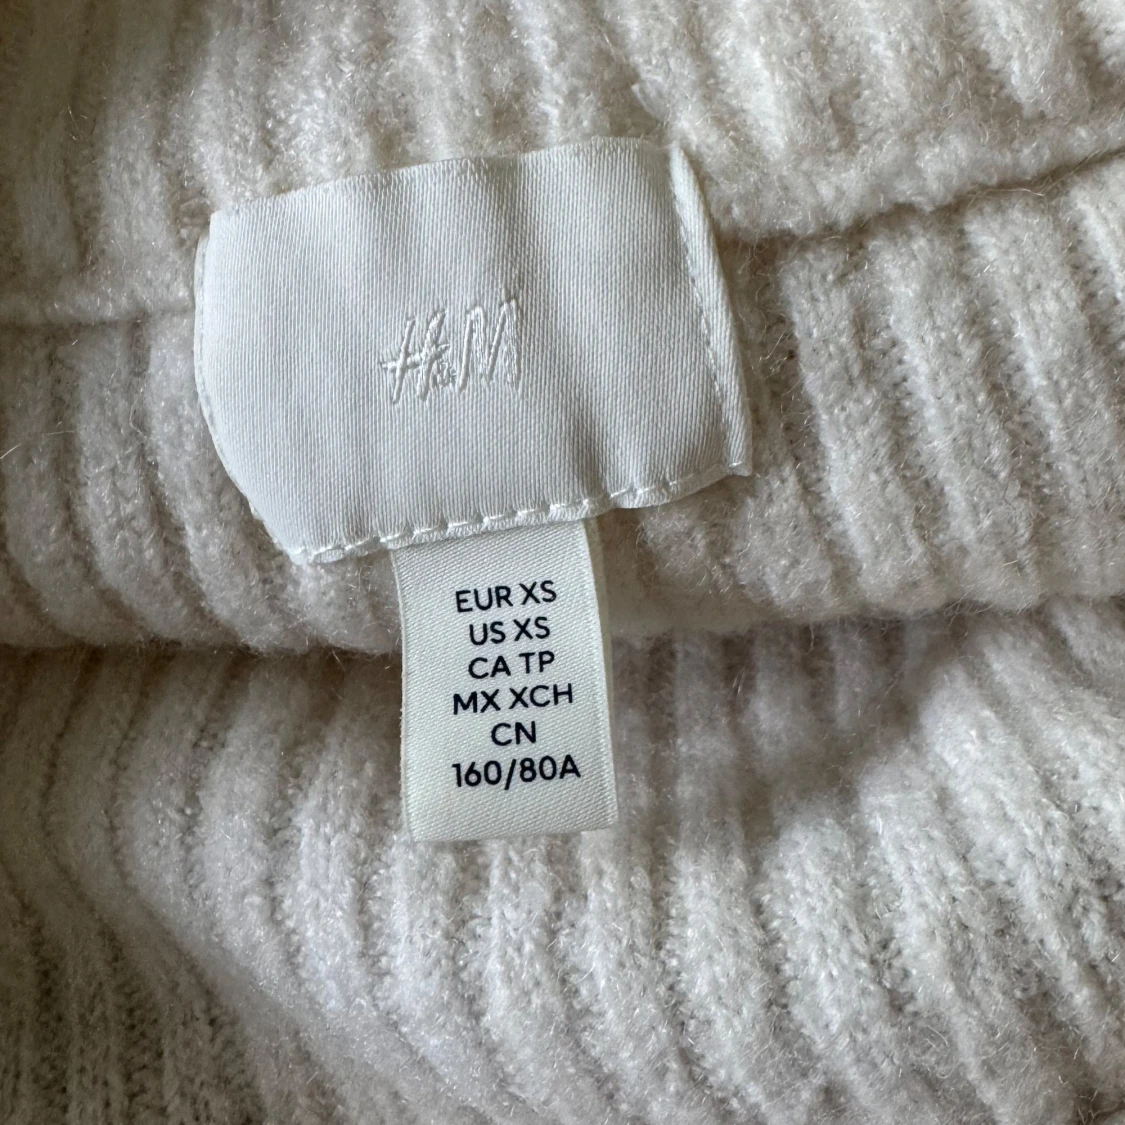 H&M
EUR XS
US XS
CA TP
MX XCH
CN
160/80A